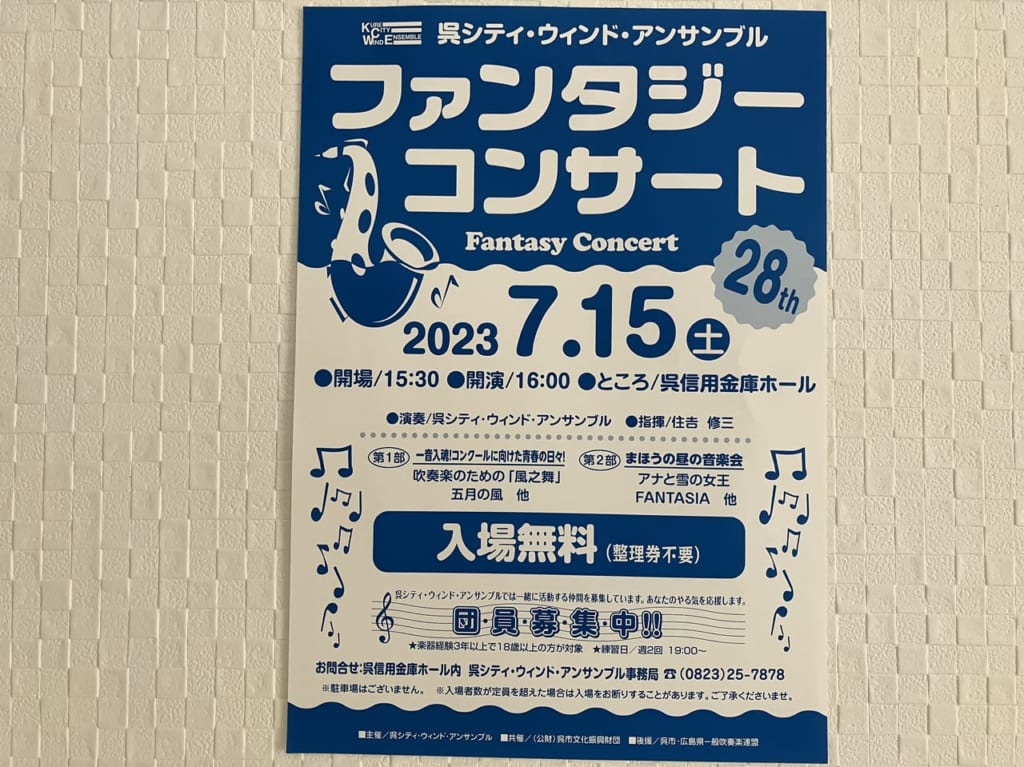 KURE CITY WIND ENSEMBLE
呉シティ・ウィンド・アンサンブル
ファンタジー
コンサート
Fantasy Concert
28th
2023 7.15 土
●開場/15:30 ●開演/16:00 ●ところ/呉信用金庫ホール
●演奏/呉シティ・ウィンド・アンサンブル ●指揮/住吉 修三
第1部 一音入魂!コンクールに向けた青春の日々!
吹奏楽のための「風之舞」
五月の風 他
第2部 まほうの昼の音楽会
アナと雪の女王
FANTASIA 他
入場無料(整理券不要)
呉シティ・ウィンド・アンサンブルでは一緒に活動する仲間を募集しています。あなたのやる気を応援します。
団・員・募・集・中!!
★楽器経験3年以上で18歳以上の方が対象 ★練習日/週2回 19:00~
お問合せ:呉信用金庫ホール内 呉シティ・ウィンド・アンサンブル事務局 ☎(0823)25-7878
※駐車場はございません。 ※入場者数が定員を超えた場合は入場をお断りすることがあります。ご了承くださいませ。
■主催/呉シティ・ウィンド・アンサンブル ■共催/(公財)呉市文化振興財団 ■後援/呉市・広島県一般吹奏楽連盟